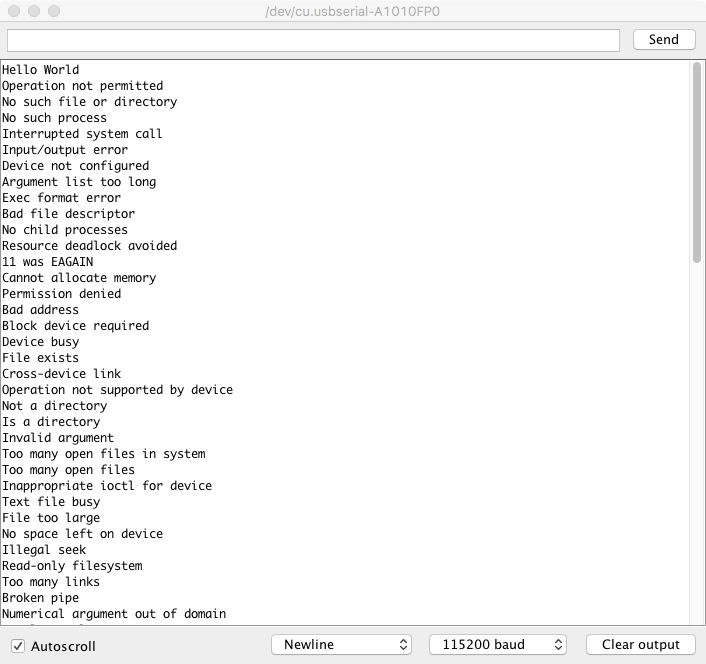 /dev/cu.usbserial-A1010FP0
Send
Hello World
Operation not permitted
No such file or directory
No such process
Interrupted system call
Input/output error
Device not configured
Argument list too long
Exec format error
Bad file descriptor
No child processes
Resource deadlock avoided
11 was EAGAIN
Cannot allocate memory
Permission denied
Bad address
Block device required
Device busy
File exists
Cross-device link
Operation not supported by device
Not a directory
Is a directory
Invalid argument
Too many open files in system
Too many open files
Inappropriate ioctl for device
Text file busy
File too large
No space left on device
Illegal seek
Read-only filesystem
Too many links
Broken pipe
Numerical argument out of domain
Autoscroll
Newline
115200 baud
Clear output